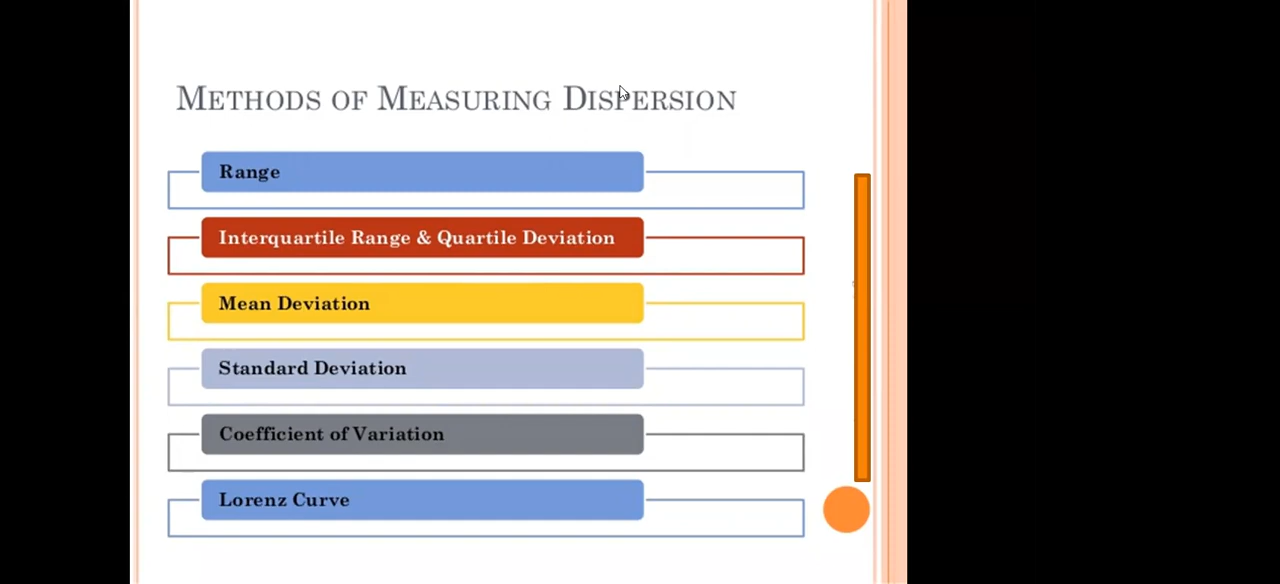 METHODS OF MEASURING DISPERSION
Range
Interquartile Range & Quartile Deviation
Mean Deviation
Standard Deviation
Coefficient of Variation
Lorenz Curve